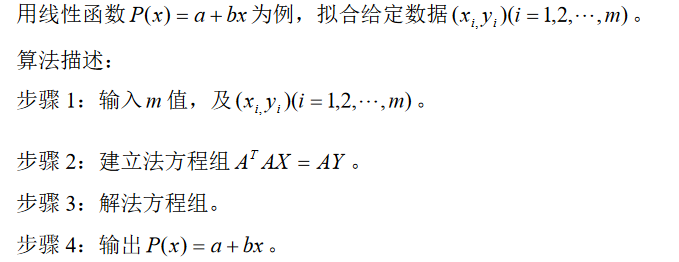 用线性函数P(x) = a + bx为例，拟合给定数据(x_{i,}y_i)(i = 1,2,⋯,m)。
算法描述：
步骤 1：输入m值，及(x_{i,}y_i)(i = 1,2,⋯,m)。
步骤 2：建立法方程组A^T AX = AY。
步骤 3：解法方程组。
步骤 4：输出P(x) = a + bx。